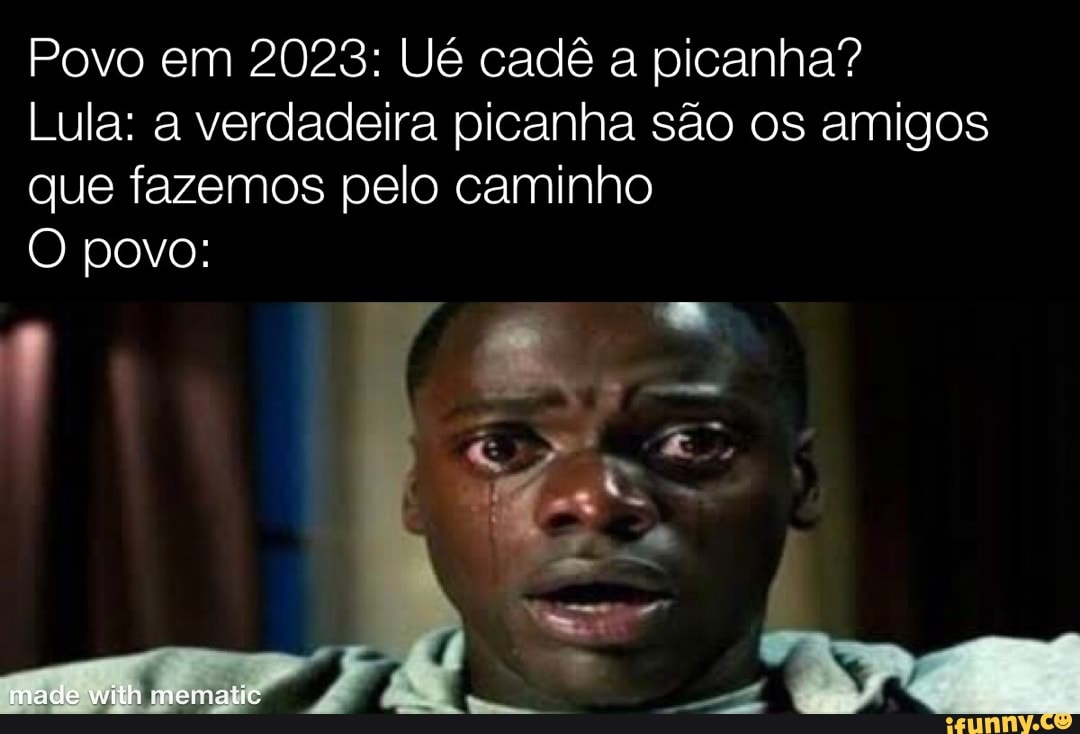 Povo em 2023: Ué cadê a picanha?
Lula: a verdadeira picanha são os amigos
que fazemos pelo caminho
O povo:
made with mematic
ifunny.co